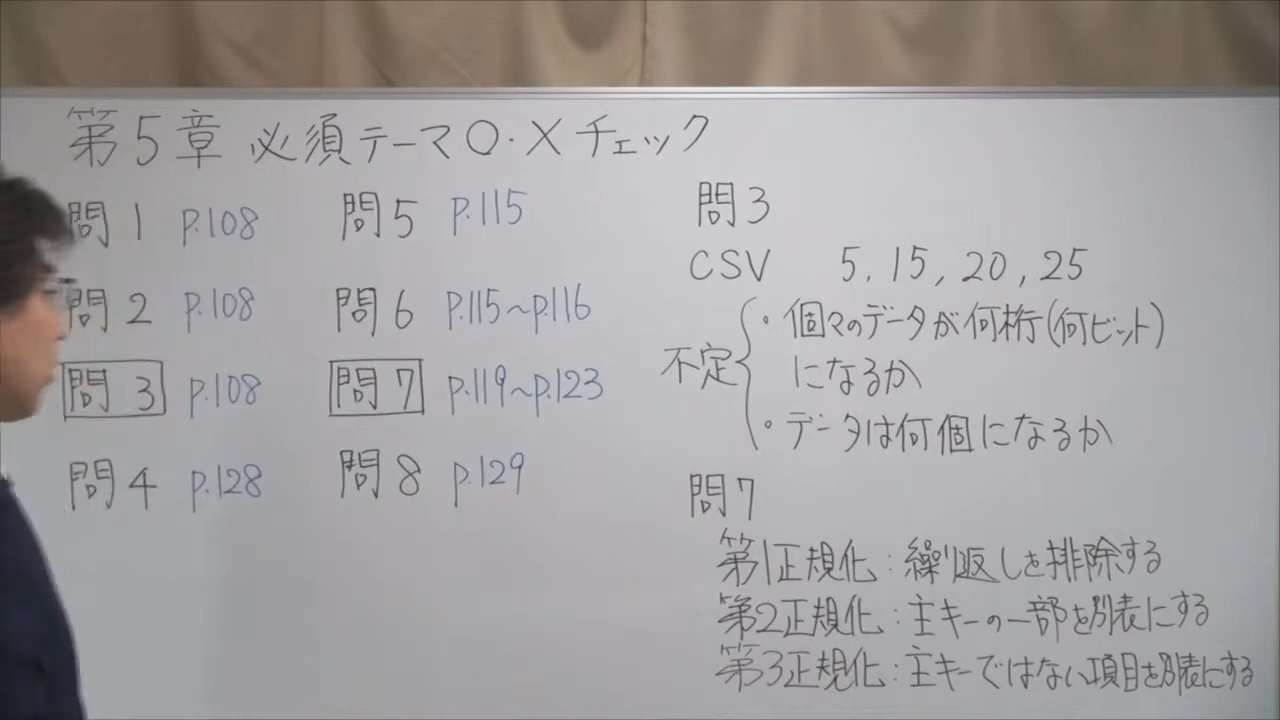 第5章 必須テーマ〇・×チェック
問1 p.108
問2 p.108
問3 p.108
問4 p.128
問5 p.115
問6 p.115~p.116
問7 p.119~p.123
問8 p.129
問3
CSV 5, 15, 20, 25
不定
・個々のデータが何桁(何ビット)
になるか
・データは何個になるか
問7
第1正規化:繰り返しを排除する
第2正規化:主キーの一部を別表にする
第3正規化:主キーではない項目を別表にする